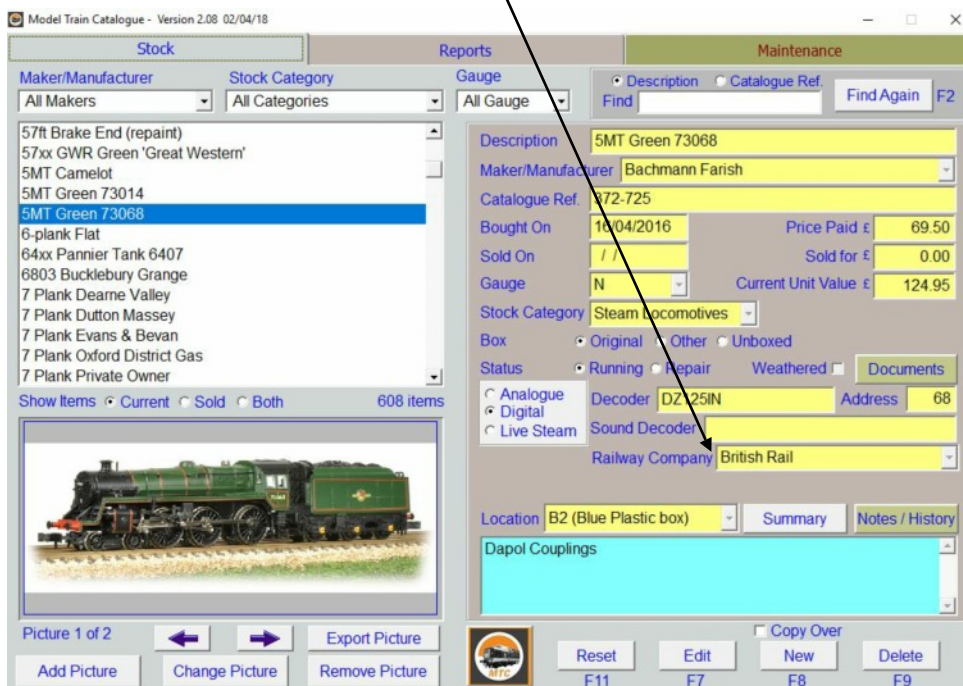 Model Train Catalogue - Version 2.08 02/04/18
Stock Reports Maintenance
Maker/Manufacturer Stock Category Gauge
All Makers All Categories All Gauge
Description Catalogue Ref.
Find Find Again F2
57ft Brake End (repaint)
57xx GWR Green 'Great Western'
5MT Camelot
5MT Green 73014
5MT Green 73068
6-plank Flat
64xx Pannier Tank 6407
6803 Bucklebury Grange
7 Plank Dearne Valley
7 Plank Dutton Massey
7 Plank Evans & Bevan
7 Plank Oxford District Gas
7 Plank Private Owner
Show Items Current Sold Both 608 items
Picture 1 of 2
Export Picture
Add Picture Change Picture Remove Picture
Description 5MT Green 73068
Maker/Manufacturer Bachmann Farish
Catalogue Ref. 372-725
Bought On 16/04/2016 Price Paid £ 69.50
Sold On / / Sold for £ 0.00
Gauge N Current Unit Value £ 124.95
Stock Category Steam Locomotives
Box Original Other Unboxed
Status Running Repair Weathered Documents
Analogue
Digital
Live Steam
Decoder DZ125IN Address 68
Sound Decoder
Railway Company British Rail
Location B2 (Blue Plastic box) Summary Notes / History
Dapol Couplings
Copy Over
MTC
Reset Edit New Delete
F11 F7 F8 F9